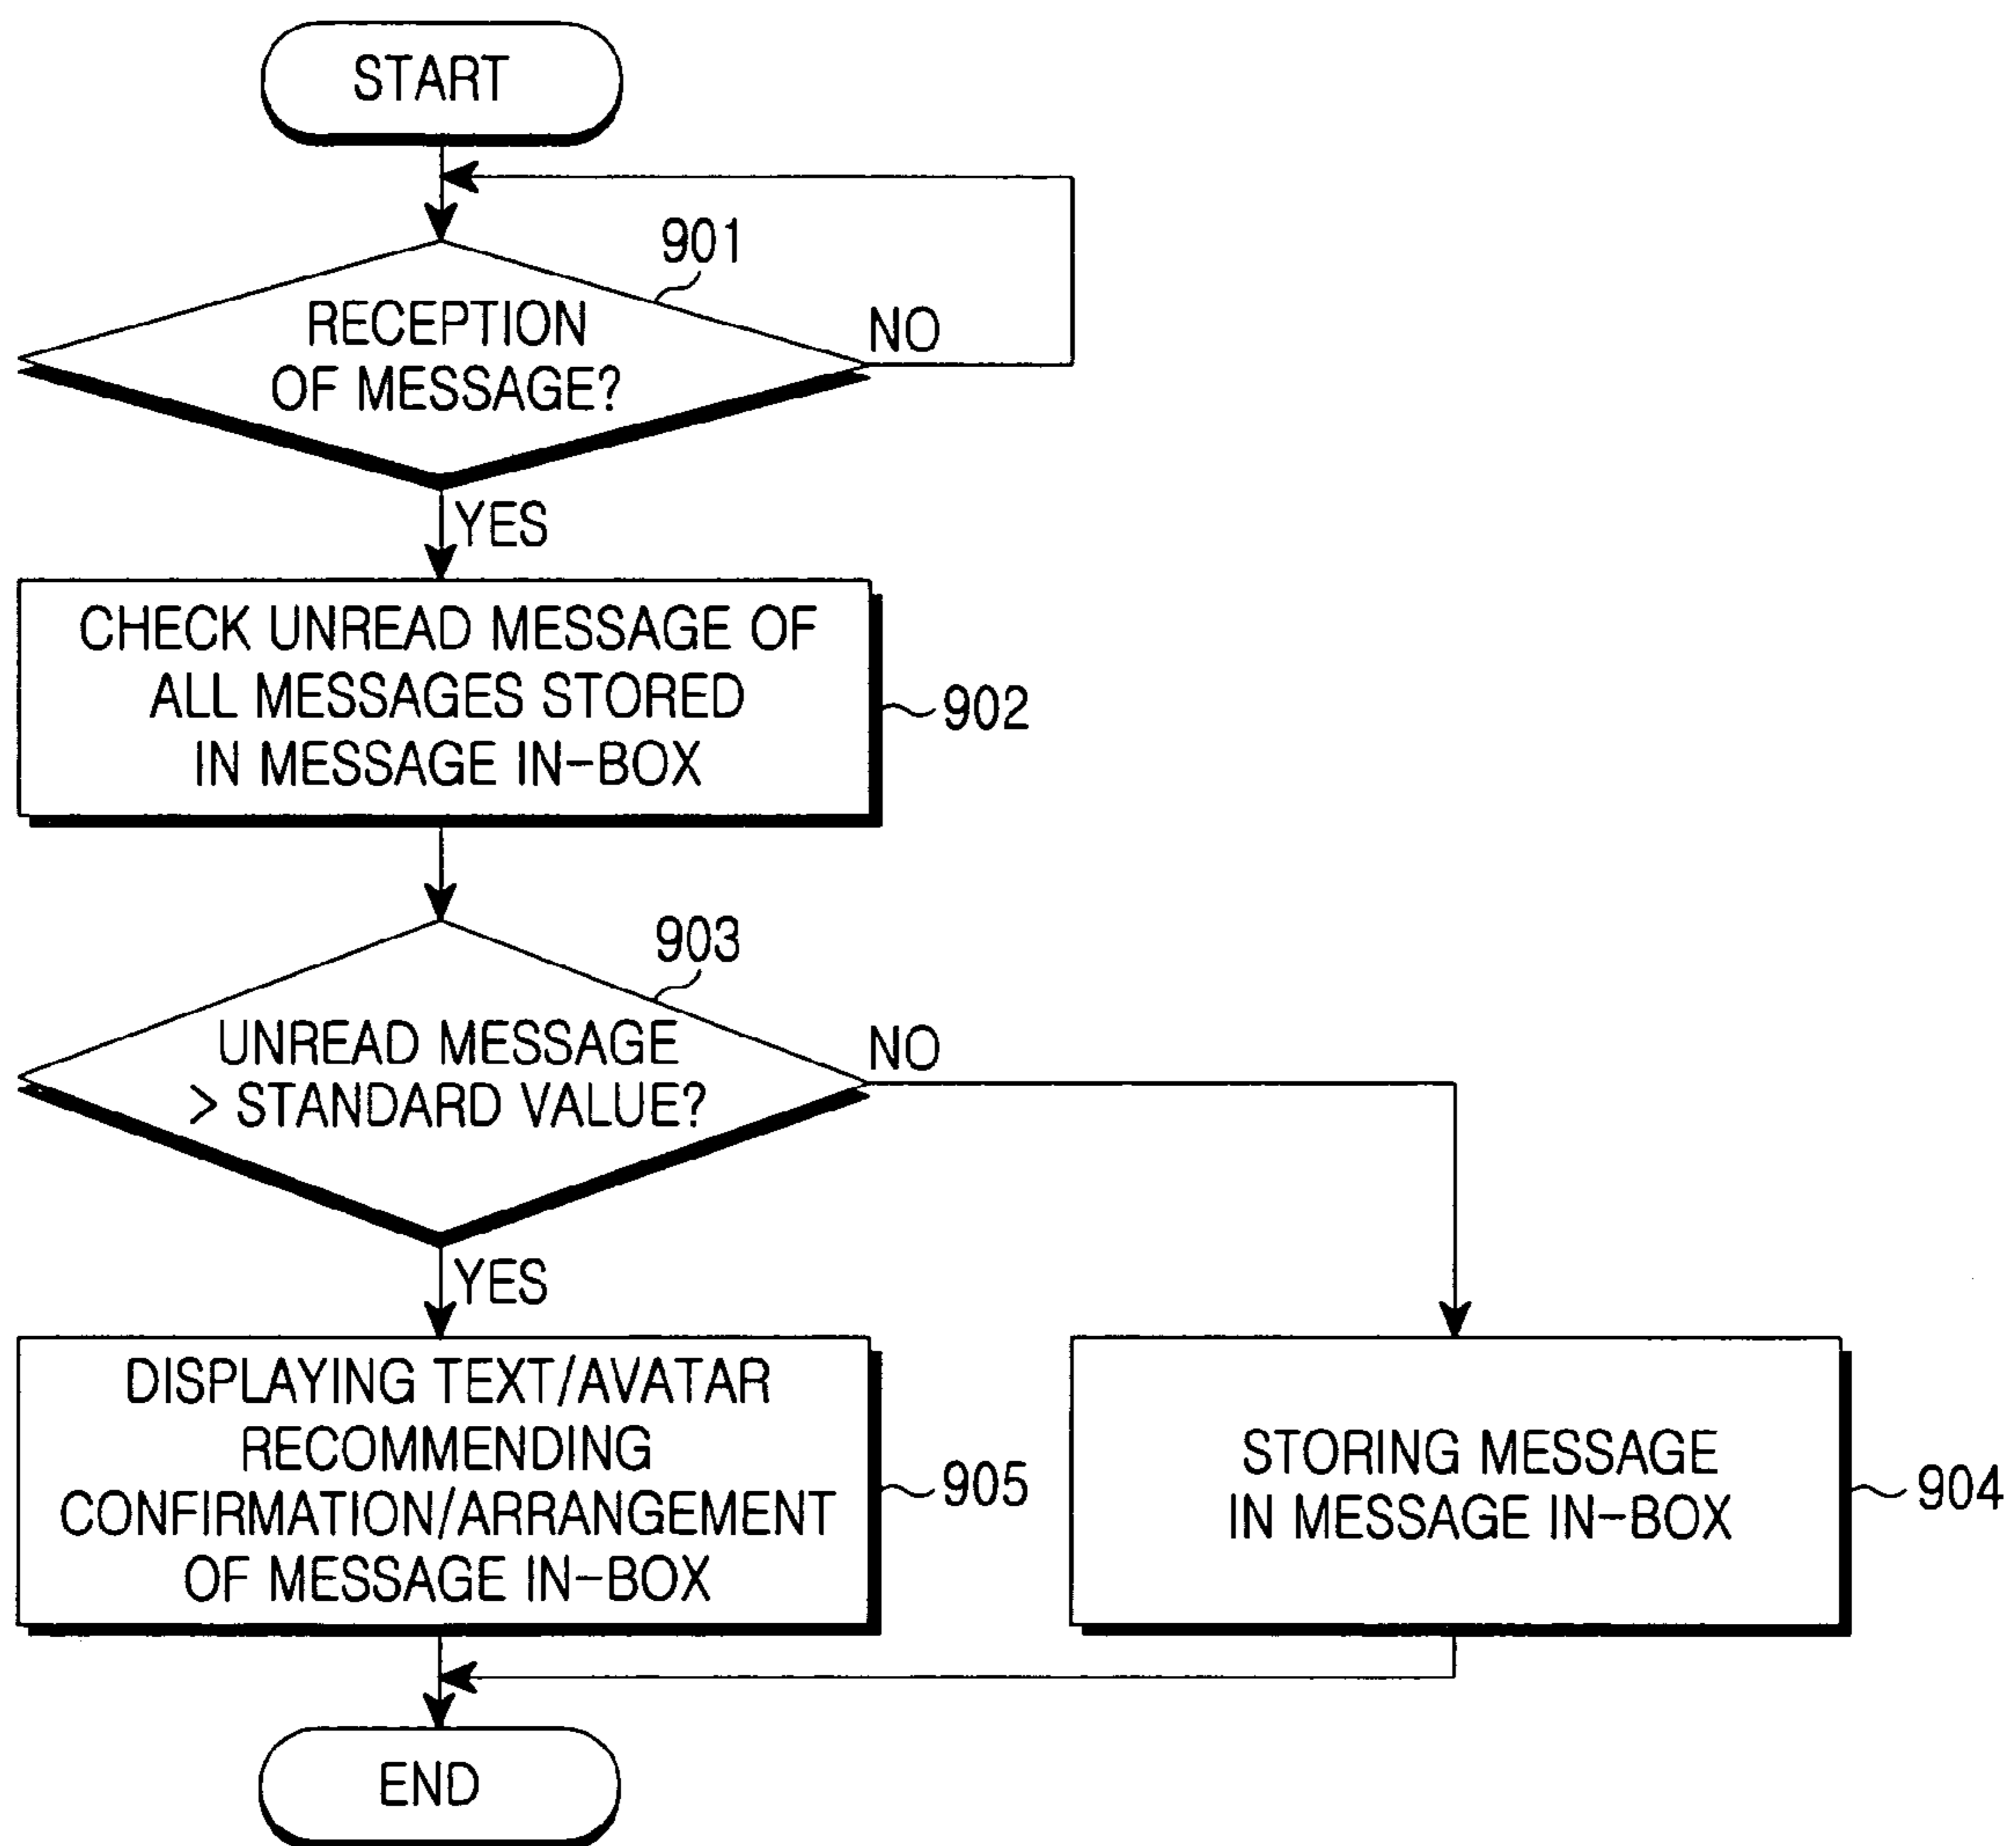 START
901
RECEPTION
OF MESSAGE?
NO
YES
CHECK UNREAD MESSAGE OF
ALL MESSAGES STORED
IN MESSAGE IN-BOX
902
903
UNREAD MESSAGE
> STANDARD VALUE?
NO
YES
DISPLAYING TEXT/AVATAR
RECOMMENDING
CONFIRMATION/ARRANGEMENT
OF MESSAGE IN-BOX
905
STORING MESSAGE
IN MESSAGE IN-BOX
904
END